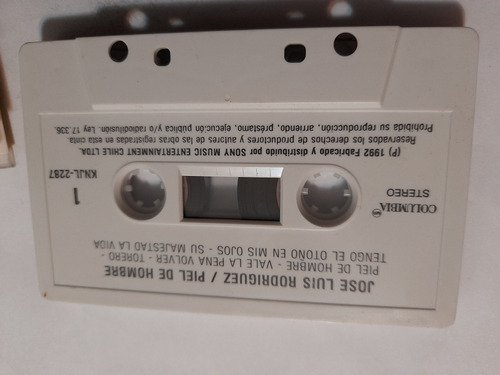 JOSE LUIS RODRIGUEZ / PIEL DE HOMBRE
PIEL DE HOMBRE - VALE LA PENA VOLVER - TORERO -
TENGO EL OTOÑO EN MIS OJOS - SU MAJESTAD LA VIDA
COLUMBIA
STEREO
1
KNJL-2287
(P) 1992 Fabricado y distribuido por SONY MUSIC ENTERTAINMENT CHILE LTDA.
Reservados los derechos de productores y autores de las obras registradas en esta
Prohibida su reproducción, arriendo, préstamo, ejecución pública y/o radiodifusión. Ley 17.336.